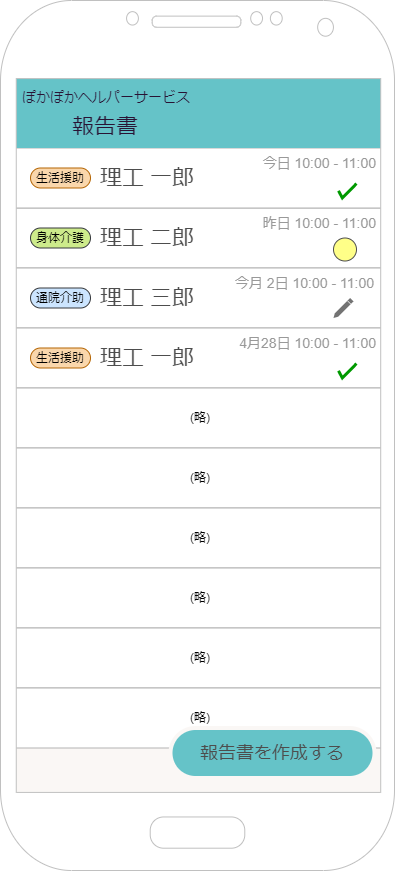 ぽかぽかヘルパーサービス
報告書
今日 10:00 - 11:00
生活援助 理工 一郎
昨日 10:00 - 11:00
身体介護 理工 二郎
今月 2日 10:00 - 11:00
通院介助 理工 三郎
4月28日 10:00 - 11:00
生活援助 理工 一郎
(略)
(略)
(略)
(略)
(略)
(略)
報告書を作成する